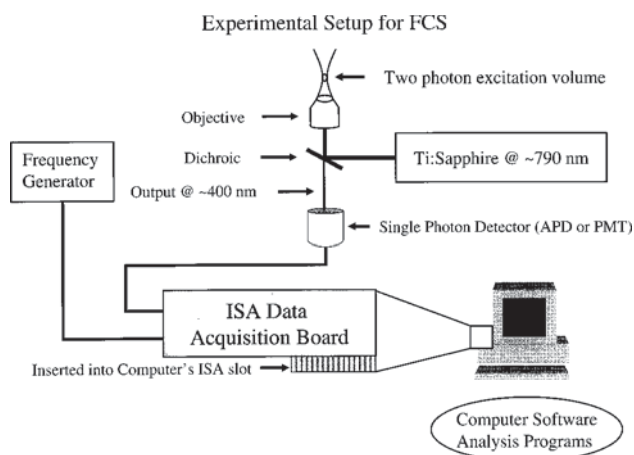 Experimental Setup for FCS
Two photon excitation volume
Objective
Frequency
Generator
Dichroic
Ti:Sapphire @ ~790 nm
Output @ ~400 nm
Single Photon Detector (APD or PMT)
ISA Data
Acquisition Board
Inserted into Computer's ISA slot
Computer Software
Analysis Programs